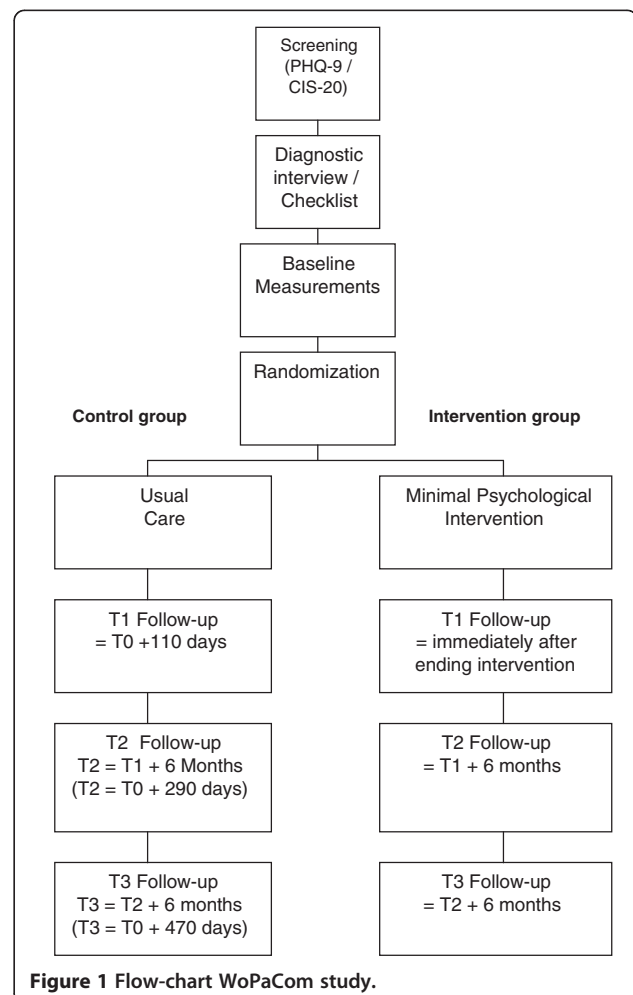 Screening
(PHQ-9 /
CIS-20)
Diagnostic
interview /
Checklist
Baseline
Measurements
Randomization
Control group
Intervention group
Usual
Care
Minimal Psychological
Intervention
T1 Follow-up
= T0 +110 days
T1 Follow-up
= immediately after
ending intervention
T2 Follow-up
T2 = T1 + 6 Months
(T2 = T0 + 290 days)
T2 Follow-up
= T1 + 6 months
T3 Follow-up
T3 = T2 + 6 months
(T3 = T0 + 470 days)
T3 Follow-up
= T2 + 6 months
Figure 1 Flow-chart WoPaCom study.